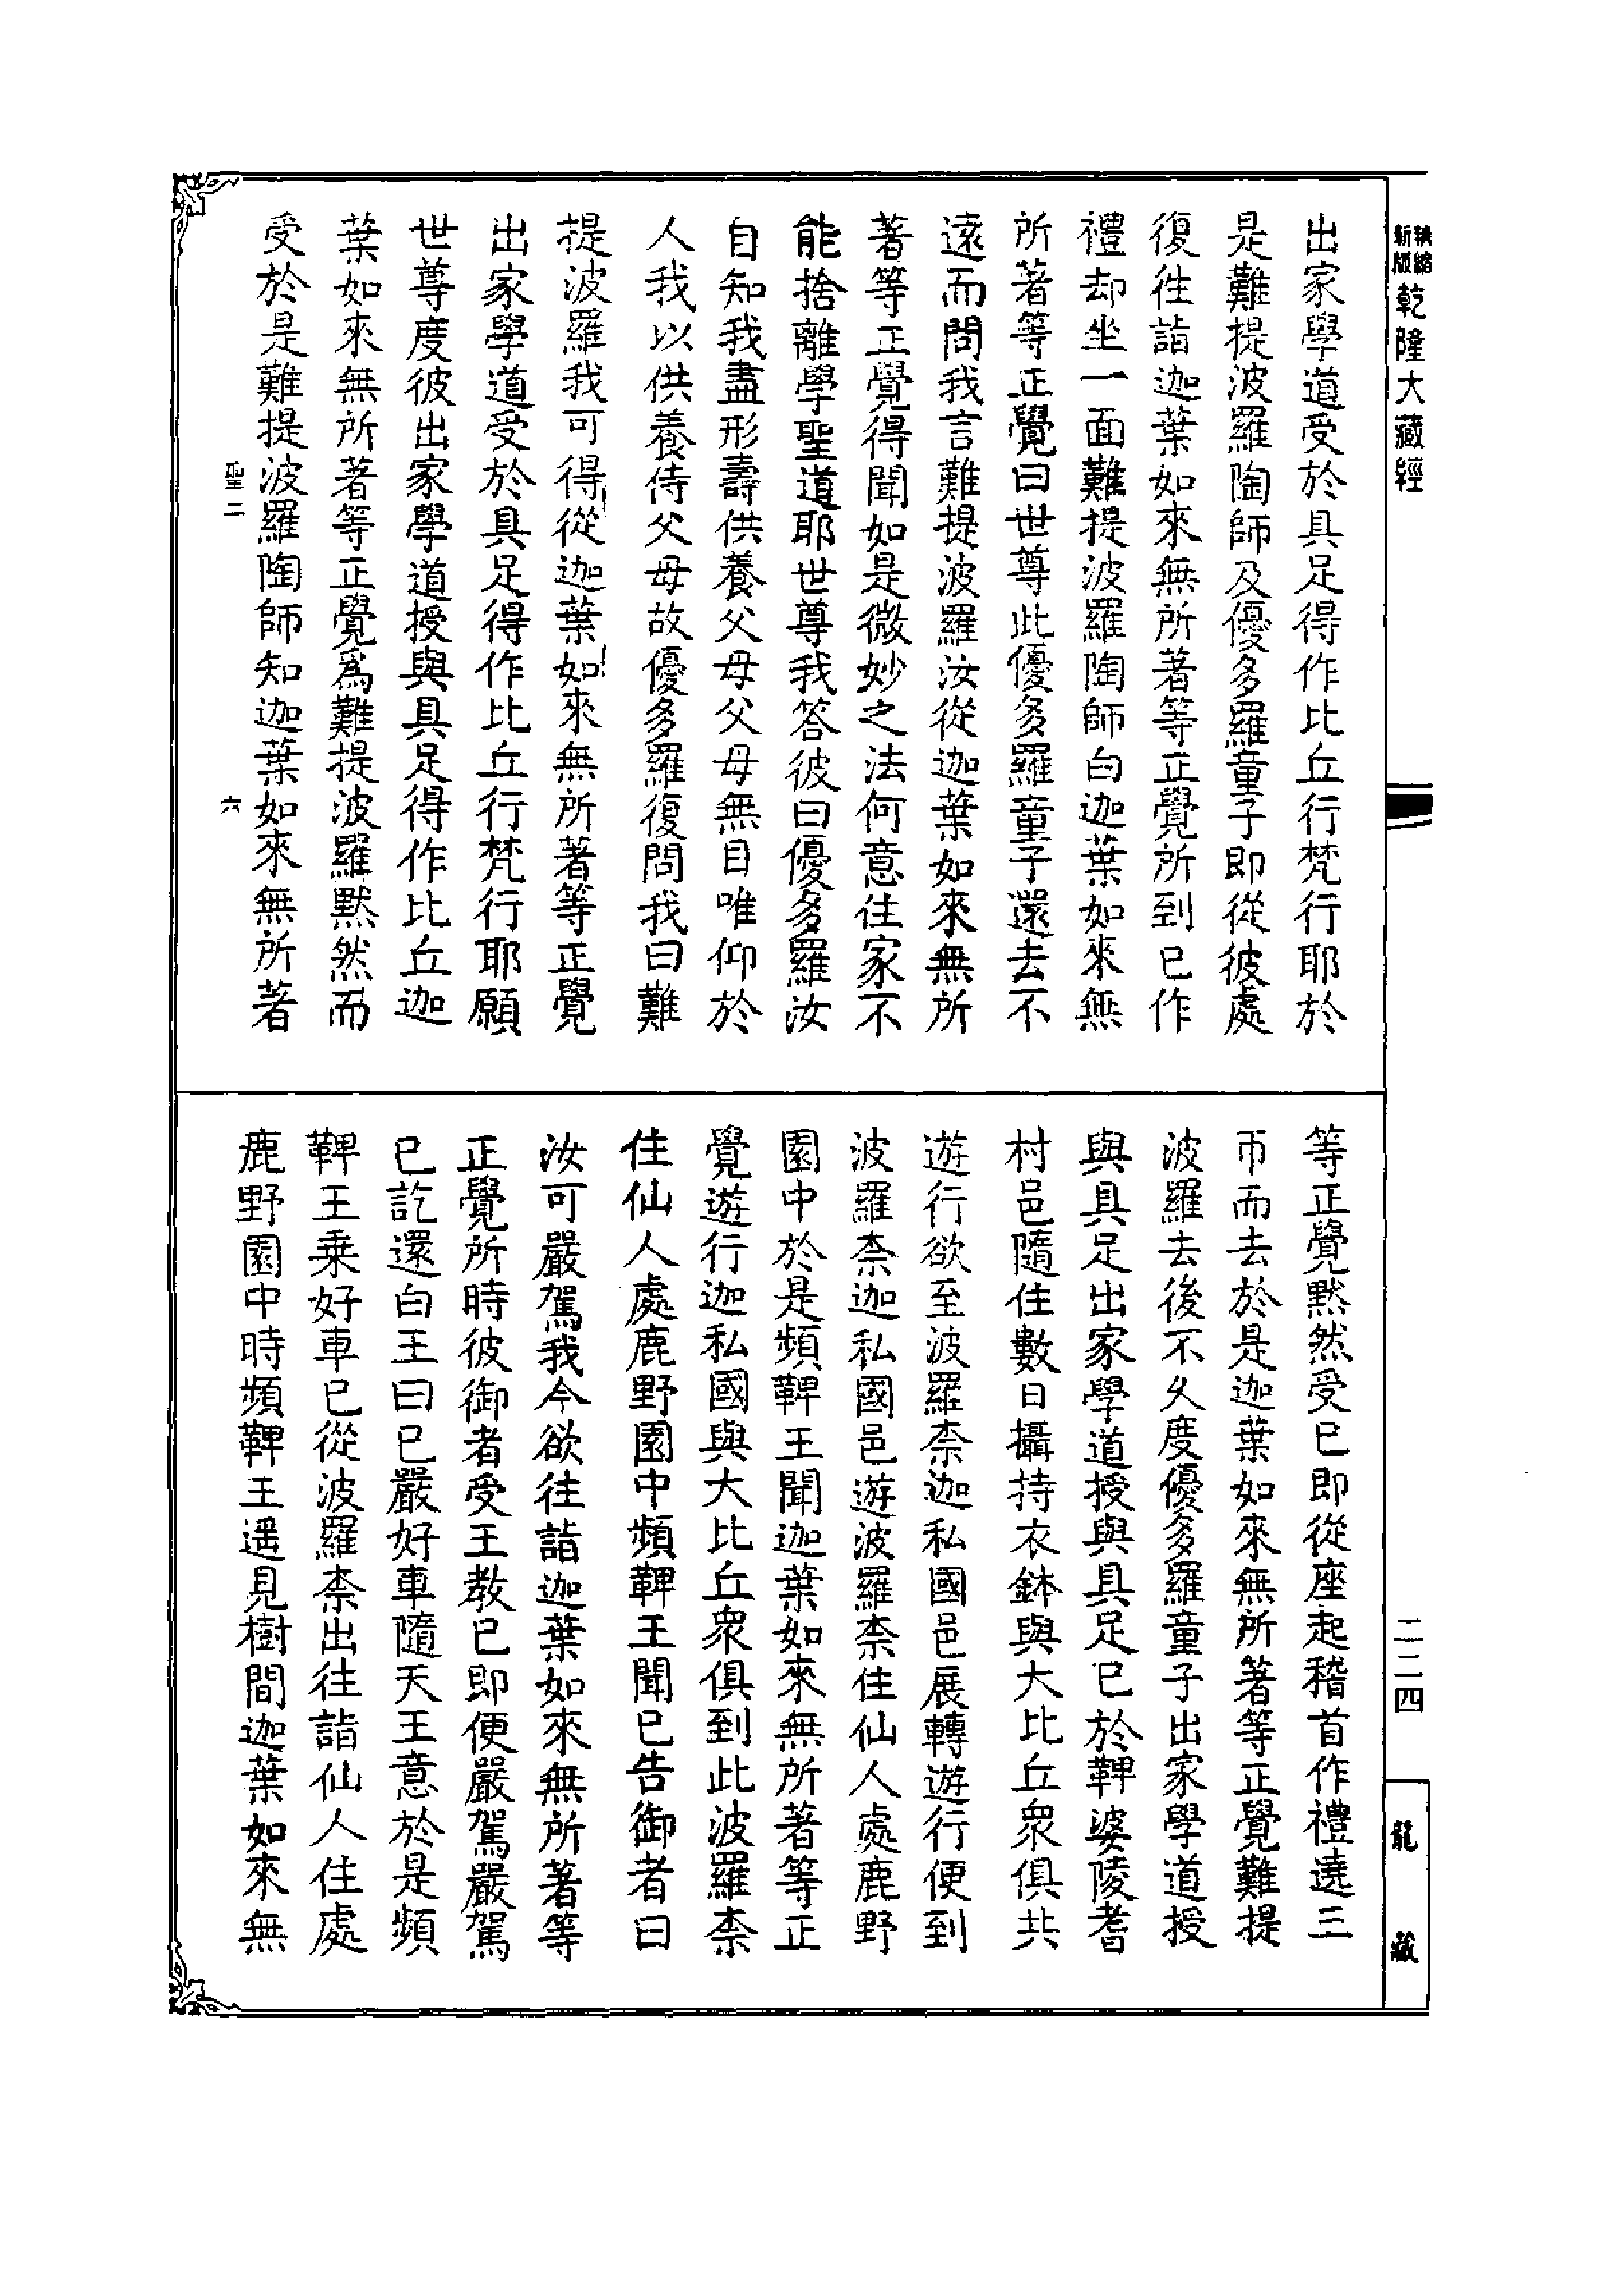 精縮新版乾隆大藏經
出家學道受於具足得作比丘行梵行耶於
是難提波羅陶師及優多羅童子即從彼處
復往詣迦葉如來無所著等正覺所到已作
禮却坐一面難提波羅陶師白迦葉如來無
所著等正覺曰世尊此優多羅童子還去不
遠而問我言難提波羅汝從迦葉如來無所
著等正覺得聞如是微妙之法何意住家不
能捨離學聖道耶世尊我答彼曰優多羅汝
自知我盡形壽供養父母父母無目唯仰於
人我以供養侍父母故優多羅復問我曰難
提波羅我可得從迦葉如來無所著等正覺
出家學道受於具足得作比丘行梵行耶願
世尊度彼出家學道授與具足得作比丘迦
葉如來無所著等正覺爲難提波羅默然而
受於是難提波羅陶師知迦葉如來無所著
聖二 六
等正覺默然受已即從座起稽首作禮遶三
帀而去於是迦葉如來無所著等正覺難提
波羅去後不久度優多羅童子出家學道授
與具足出家學道授與具足已於鞞婆陵耆
村邑隨住數日攝持衣鉢與大比丘衆俱共
遊行欲至波羅柰迦私國邑展轉遊行便到
波羅柰迦私國邑遊波羅柰住仙人處鹿野
園中於是頻鞞王聞迦葉如來無所著等正
覺遊行迦私國與大比丘衆俱到此波羅柰
住仙人處鹿野園中頻鞞王聞已告御者曰
汝可嚴駕我今欲往詣迦葉如來無所著等
正覺所時彼御者受王教已即便嚴駕嚴駕
已訖還白王曰已嚴好車隨天王意於是頻
鞞王乗好車已從波羅柰出往詣仙人住處
鹿野園中時頻鞞王遥見樹間迦葉如來無
二二四
龍藏